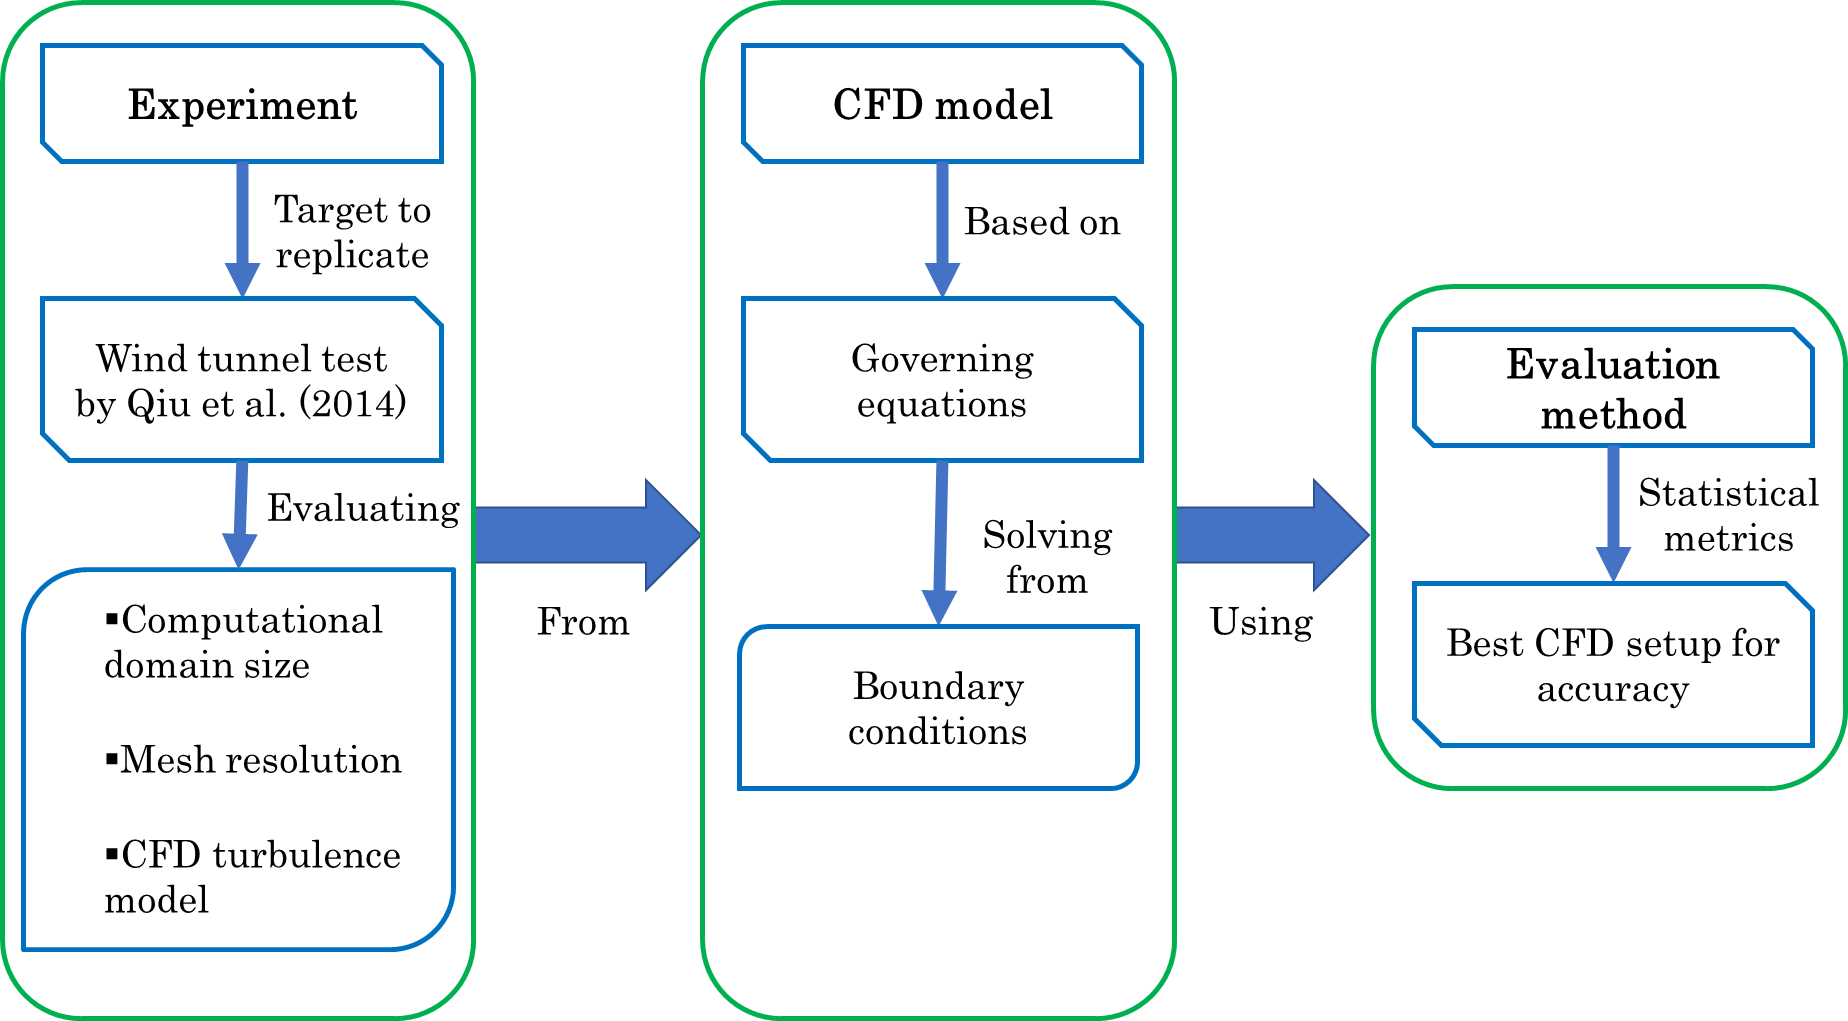 Experiment
Target to
replicate
Wind tunnel test
by Qiu et al. (2014)
Evaluating
▪Computational
domain size
▪Mesh resolution
▪CFD turbulence
model
From
CFD model
Based on
Governing
equations
Solving
from
Boundary
conditions
Using
Evaluation
method
Statistical
metrics
Best CFD setup for
accuracy